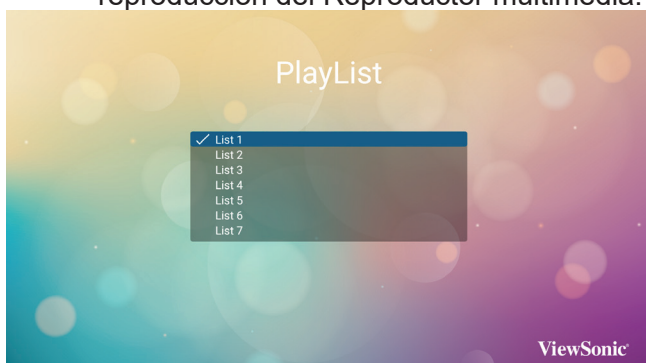 reproducción del Reproductor multimedia.
PlayList
✓ List 1
List 2
List 3
List 4
List 5
List 6
List 7
ViewSonic®